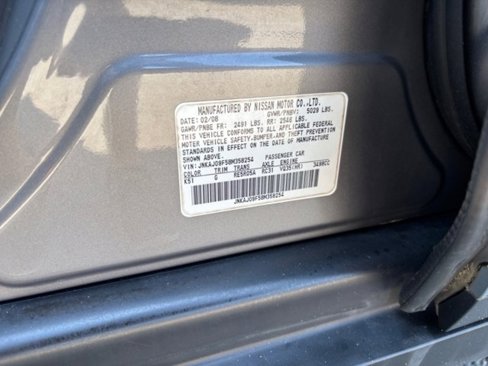 MANUFACTURED BY NISSAN MOTOR CO.,LTD.
DATE: 02/08 GVWR/PNBV: 5029 LBS.
GAWR/PNBE FR: 2491 LBS. RR: 2546 LBS.
THIS VEHICLE CONFORMS TO ALL APPLICABLE FEDERAL
MOTOR VEHICLE SAFETY-BUMPER, AND THEFT PREVENTION
STANDARDS IN EFFECT ON THE DATE OF MANUFACTURE
SHOWN ABOVE.
JNKAJ09F58M358254 PASSENGER CAR
COLOR TRIM TRANS AXLE ENGINE
K51 G RE5R05A RC31 VQ35(HR) 3498CC
JNKAJ09F58M358254